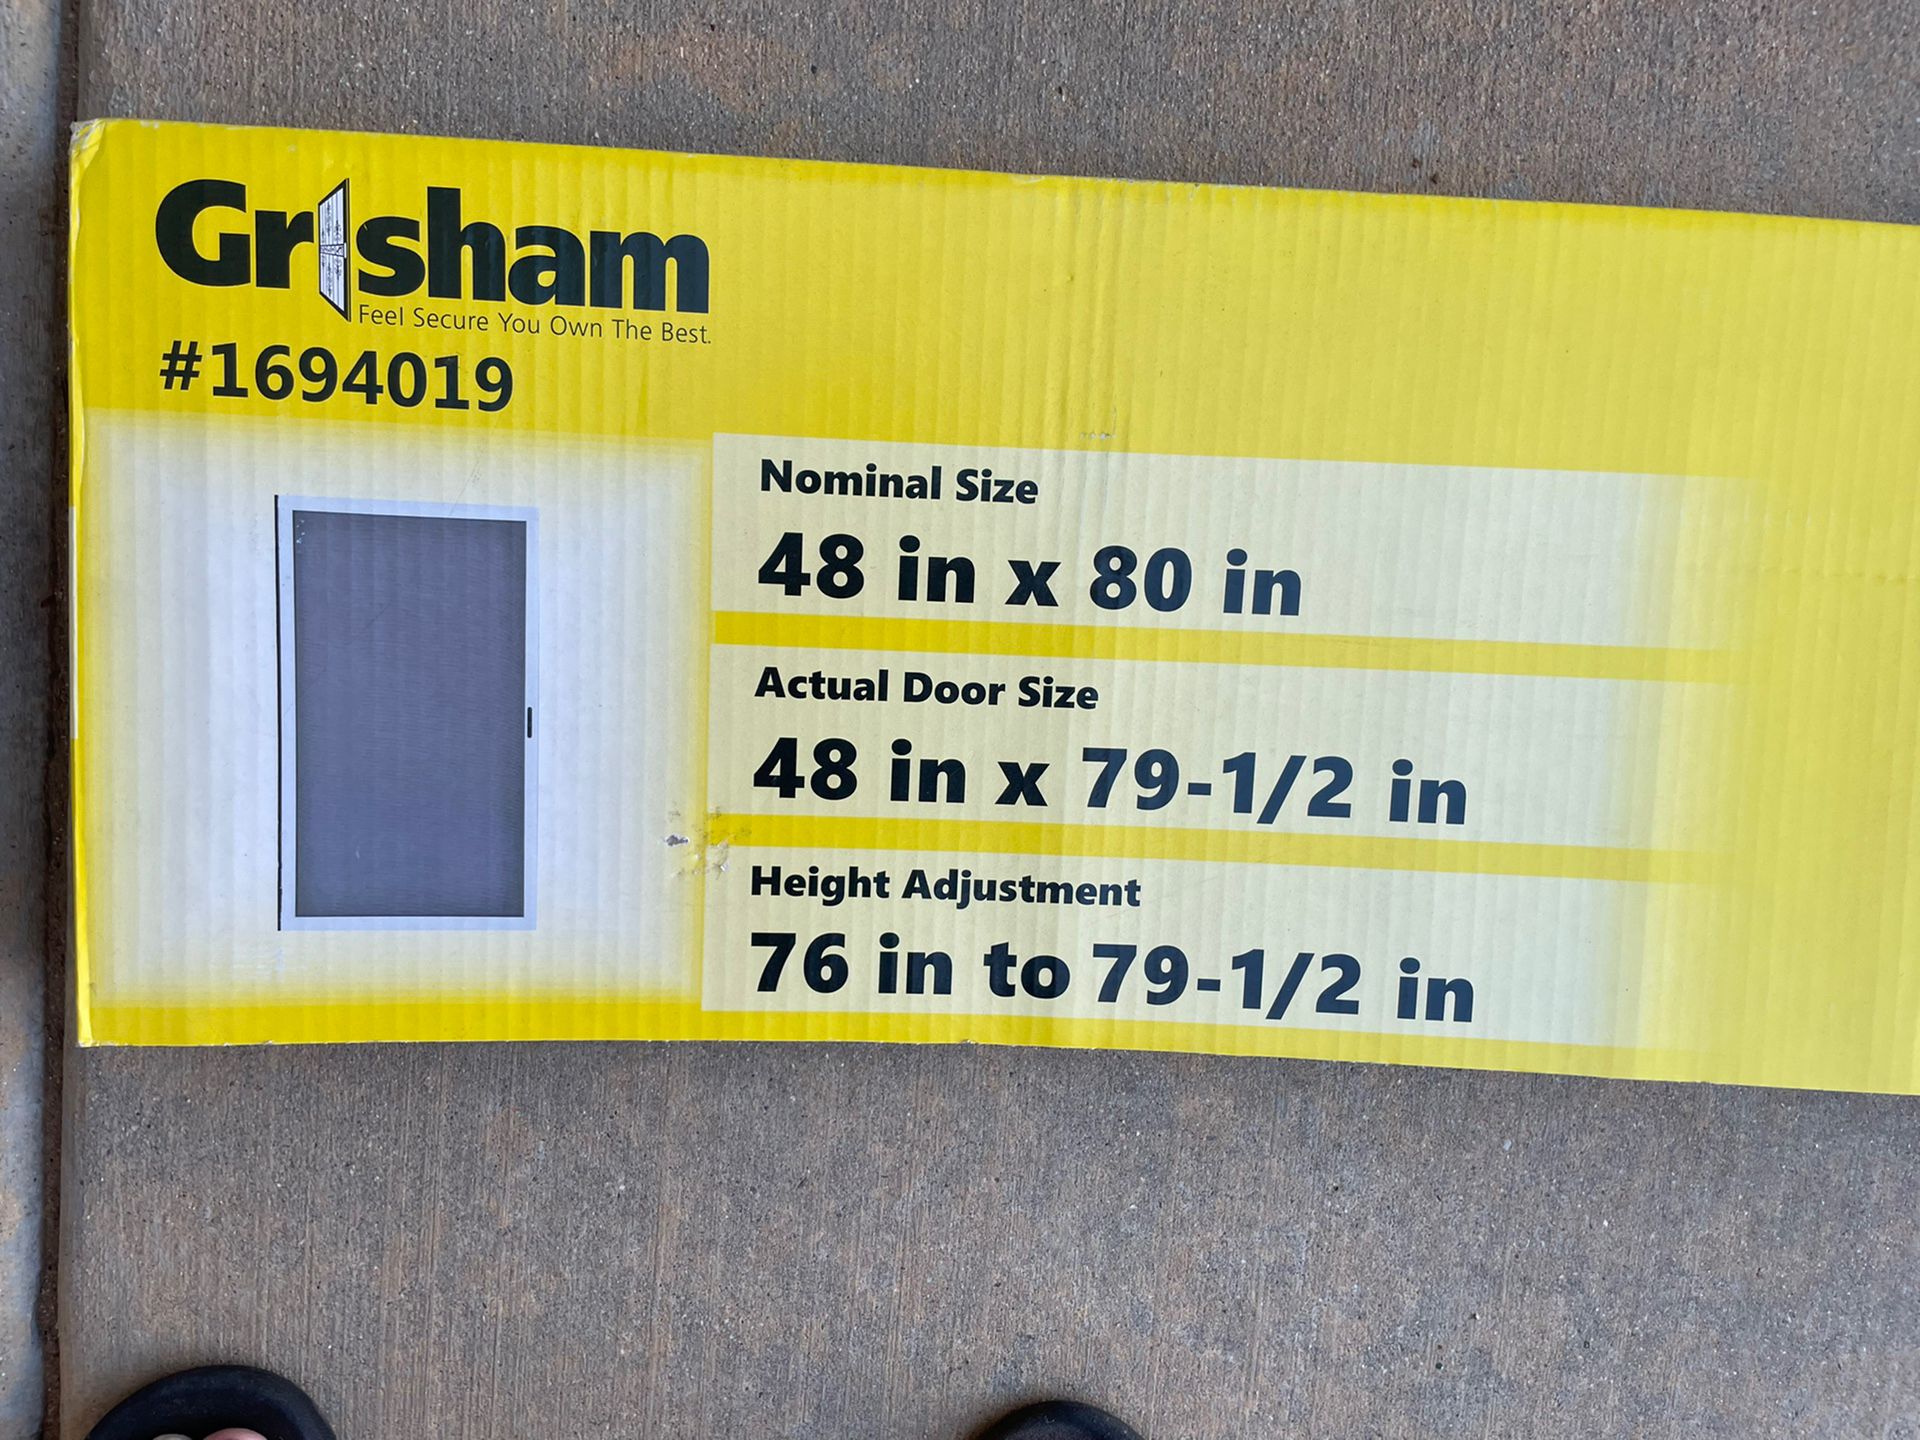 Grisham
Feel Secure You Own The Best.
#1694019
Nominal Size
48 in x 80 in
Actual Door Size
48 in x 79-1/2 in
Height Adjustment
76 in to 79-1/2 in